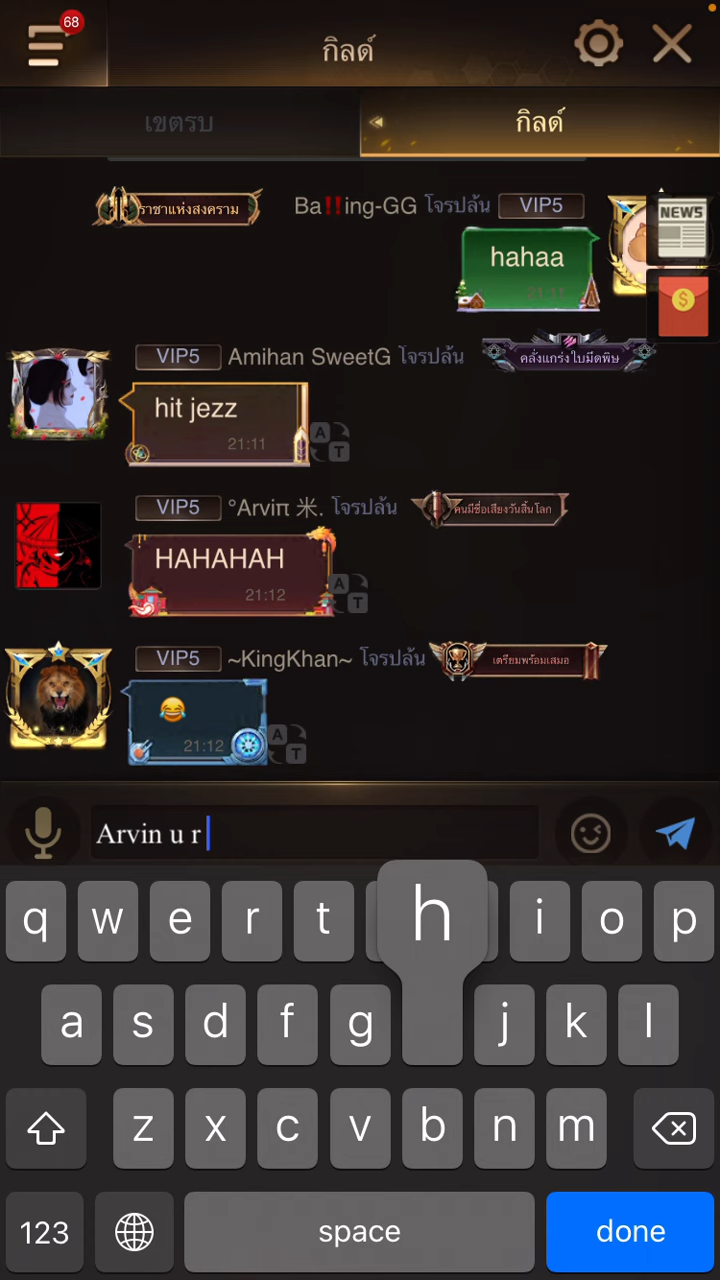 68
กิลด์
เขตรบ
กิลด์
ราชาแห่งสงคราม
Ba‼️ing-GG โจรปล้น VIP5
NEWS
hahaa
21:11
VIP5 Amihan SweetG โจรปล้น คลั่งแกร่งใบมีดพิษ
hit jezz
21:11
VIP5 °Arviπ 米. โจรปล้น คนมีชื่อเสียงวันสิ้นโลก
HAHAHAH
21:12
VIP5 ~KingKhan~ โจรปล้น เตรียมพร้อมเสมอ
😂
21:12
Arvin u r
q w e r t h i o p
a s d f g j k l
z x c v b n m
123 space done